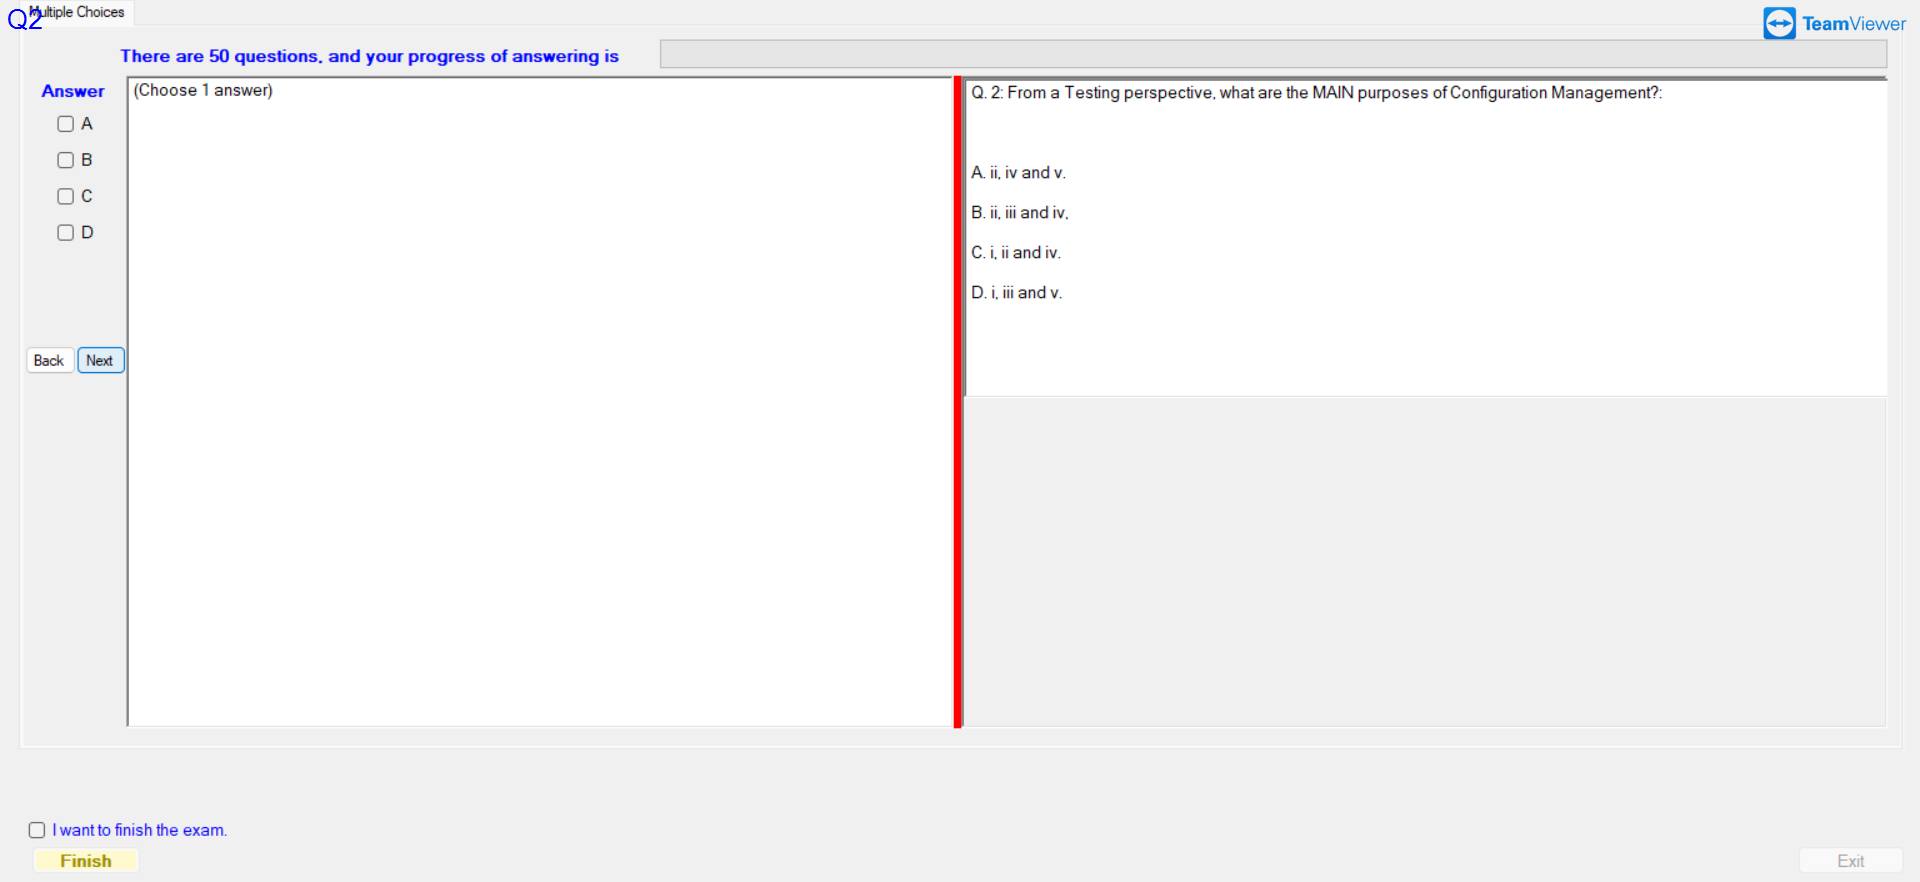 Multiple Choices
Q2
TeamViewer
There are 50 questions, and your progress of answering is
Answer
(Choose 1 answer)
A
B
C
D
Back
Next
Q. 2: From a Testing perspective, what are the MAIN purposes of Configuration Management?:
A. ii, iv and v.
B. ii, iii and iv,
C. i, ii and iv.
D. i, iii and v.
I want to finish the exam.
Finish
Exit